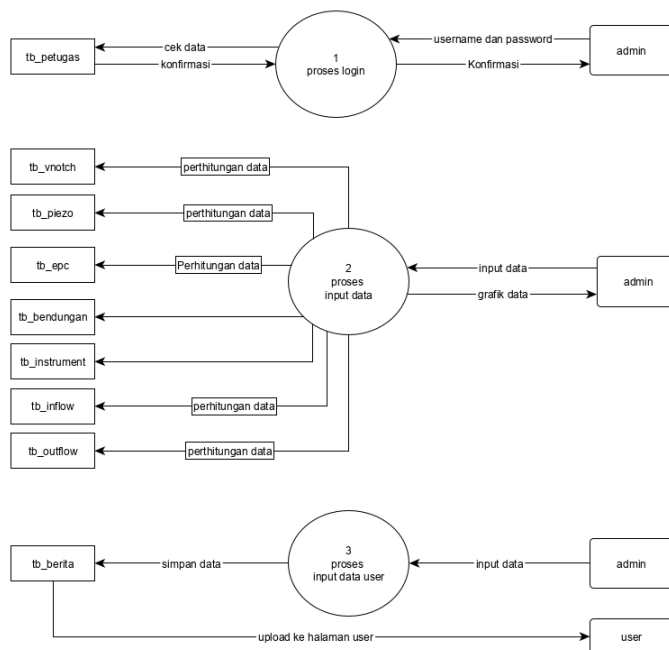 cek data
username dan password
tb_petugas
1
proses login
admin
konfirmasi
Konfirmasi
tb_vnotch
perthitungan data
tb_piezo
perthitungan data
tb_epc
Perhitungan data
2
proses
input data
input data
admin
grafik data
tb_bendungan
tb_instrument
tb_inflow
perhitungan data
tb_outflow
perthitungan data
tb_berita
simpan data
3
proses
input data user
input data
admin
upload ke halaman user
user